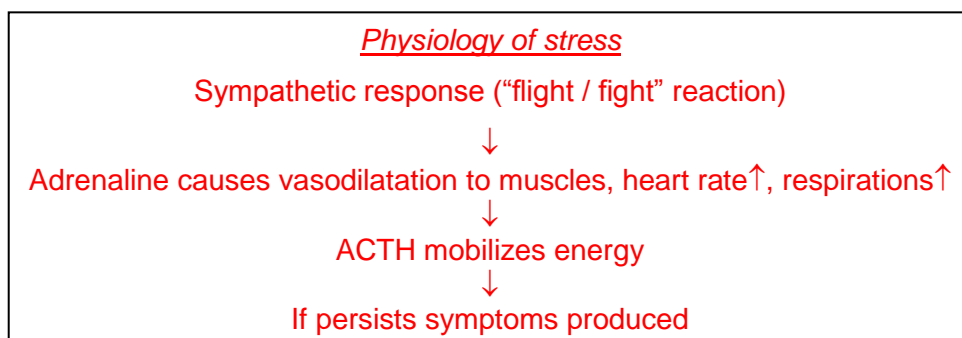 Physiology of stress
Sympathetic response (“flight / fight” reaction)
↓
Adrenaline causes vasodilatation to muscles, heart rate↑, respirations↑
↓
ACTH mobilizes energy
↓
If persists symptoms produced